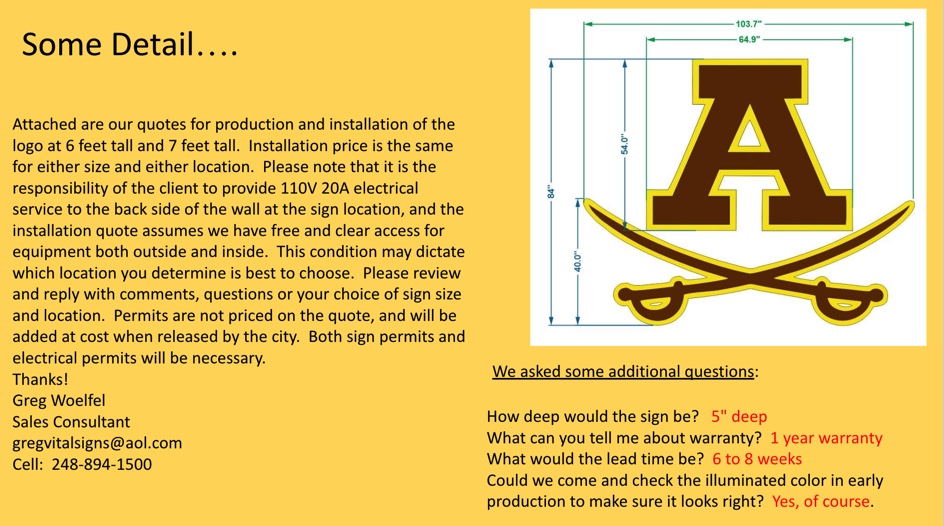 Some Detail….
Attached are our quotes for production and installation of the
logo at 6 feet tall and 7 feet tall.  Installation price is the same
for either size and either location.  Please note that it is the
responsibility of the client to provide 110V 20A electrical
service to the back side of the wall at the sign location, and the
installation quote assumes we have free and clear access for
equipment both outside and inside.  This condition may dictate
which location you determine is best to choose.  Please review
and reply with comments, questions or your choice of sign size
and location.  Permits are not priced on the quote, and will be
added at cost when released by the city.  Both sign permits and
electrical permits will be necessary.
Thanks!
Greg Woelfel
Sales Consultant
gregvitalsigns@aol.com
Cell:  248-894-1500
103.7"
64.9"
54.0"
84"
40.0"
A
We asked some additional questions:
How deep would the sign be?   5" deep
What can you tell me about warranty?  1 year warranty
What would the lead time be?  6 to 8 weeks
Could we come and check the illuminated color in early
production to make sure it looks right?  Yes, of course.